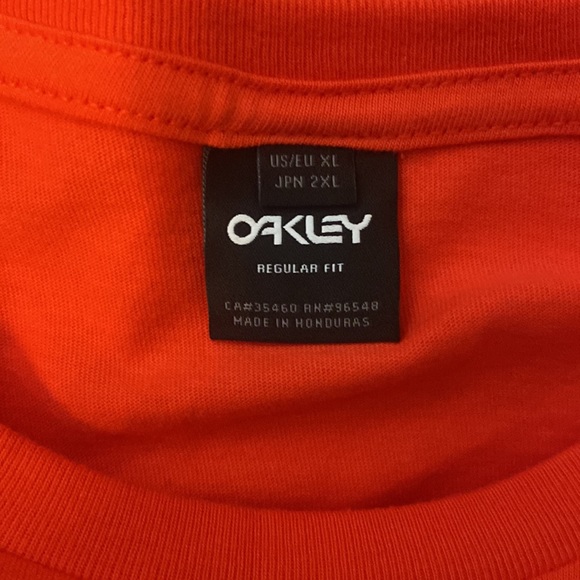 US/EU XL
JPN 2XL
OAKLEY
REGULAR FIT
CA#35460 RN#96548
MADE IN HONDURAS